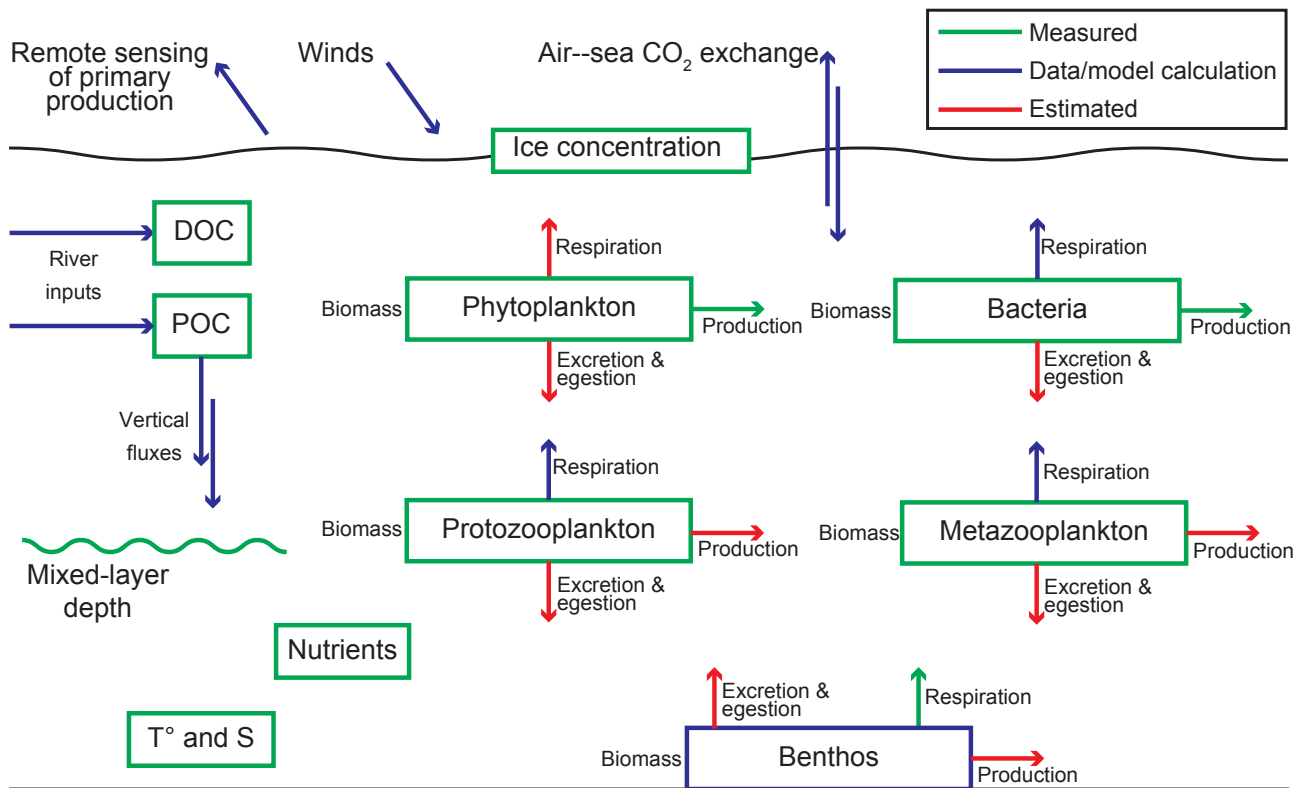 Remote sensing
of primary
production
Winds
Air--sea CO₂ exchange
Measured
Data/model calculation
Estimated
Ice concentration
DOC
River
inputs
POC
Vertical
fluxes
Mixed-layer
depth
Nutrients
T° and S
Respiration
Biomass
Phytoplankton
Production
Excretion &
egestion
Respiration
Biomass
Bacteria
Production
Excretion &
egestion
Respiration
Biomass
Protozooplankton
Production
Excretion &
egestion
Respiration
Biomass
Metazooplankton
Production
Excretion &
egestion
Excretion &
egestion
Respiration
Biomass
Benthos
Production